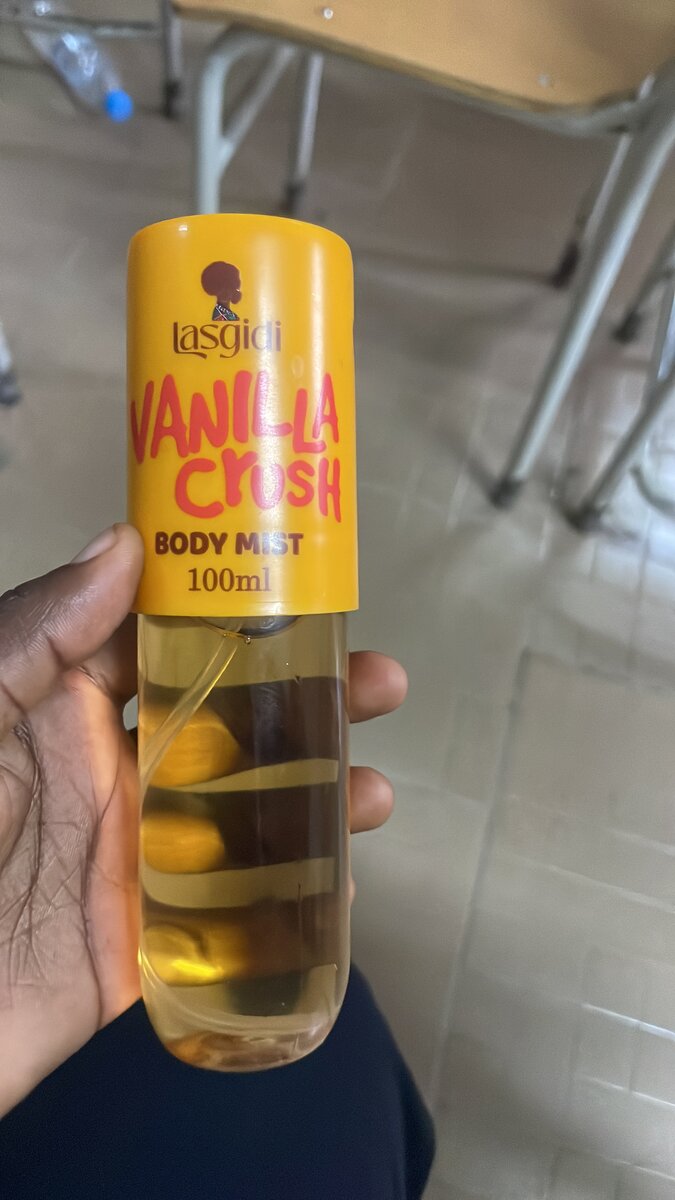 Lasgidi
VANILLA
CrusH
BODY MIST
100ml